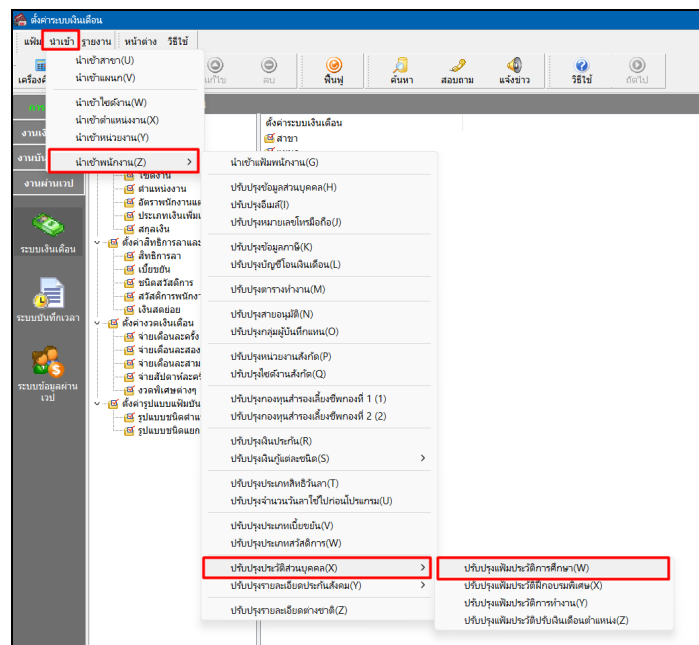 ตั้งค่าระบบเงินเดือน
แฟ้ม นำเข้า รายงาน หน้าต่าง วิธีใช้
แก้ไข ลบ ฟื้นฟู ค้นหา สอบถาม แจ้งข่าว วิธีใช้ ถัดไป
นำเข้าสาขา(U)
นำเข้าแผนก(V)
นำเข้าไซต์งาน(W)
นำเข้าตำแหน่งงาน(X)
นำเข้าหน่วยงาน(Y)
นำเข้าพนักงาน(Z)
งานผ่านเวป
ระบบเงินเดือน
ระบบบันทึกเวลา
ระบบข้อมูลผ่าน
เวป
ตั้งค่าระบบเงินเดือน
สาขา
ไซต์งาน
ตำแหน่งงาน
อัตราพนักงานแต
ประเภทเงินเพิ่มเ
สกุลเงิน
ตั้งค่าสิทธิการลาและ
สิทธิการลา
เบี้ยขยัน
ชนิดสวัสดิการ
สวัสดิการพนักงา
เงินสดย่อย
ตั้งค่างวดเงินเดือน
จ่ายเดือนละครั้ง
จ่ายเดือนละสอง
จ่ายเดือนละสาม
จ่ายสัปดาห์ละครั้
งวดพิเศษต่างๆ
ตั้งค่ารูปแบบแฟ้มบัน
รูปแบบชนิดตำแ
รูปแบบชนิดแยก
นำเข้าแฟ้มพนักงาน(G)
ปรับปรุงข้อมูลส่วนบุคคล(H)
ปรับปรุงอีเมล์(I)
ปรับปรุงหมายเลขโทรมือถือ(J)
ปรับปรุงข้อมูลภาษี(K)
ปรับปรุงบัญชีโอนเงินเดือน(L)
ปรับปรุงตารางทำงาน(M)
ปรับปรุงสายอนุมัติ(N)
ปรับปรุงกลุ่มผู้บันทึกแทน(O)
ปรับปรุงหน่วยงานสังกัด(P)
ปรับปรุงไซต์งานสังกัด(Q)
ปรับปรุงกองทุนสำรองเลี้ยงชีพกองที่ 1 (1)
ปรับปรุงกองทุนสำรองเลี้ยงชีพกองที่ 2 (2)
ปรับปรุงเงินประกัน(R)
ปรับปรุงเงินกู้แต่ละชนิด(S)
ปรับปรุงประเภทสิทธิวันลา(T)
ปรับปรุงจำนวนวันลาใช้ไปก่อนโปรแกรม(U)
ปรับปรุงประเภทเบี้ยขยัน(V)
ปรับปรุงประเภทสวัสดิการ(W)
ปรับปรุงประวัติส่วนบุคคล(X)
ปรับปรุงรายละเอียดประกันสังคม(Y)
ปรับปรุงรายละเอียดต่างชาติ(Z)
ปรับปรุงแฟ้มประวัติการศึกษา(W)
ปรับปรุงแฟ้มประวัติฝึกอบรมพิเศษ(X)
ปรับปรุงแฟ้มประวัติการทำงาน(Y)
ปรับปรุงแฟ้มประวัติปรับเงินเดือนตำแหน่ง(Z)